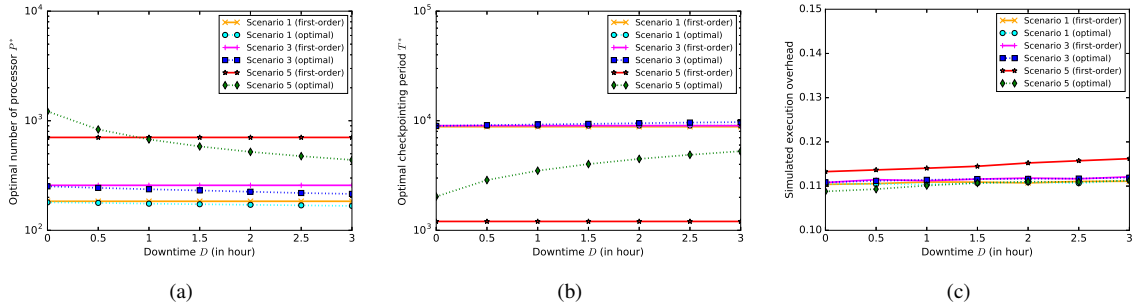 Optimal number of processor P*
10^4
10^3
10^2
Scenario 1 (first-order)
Scenario 1 (optimal)
Scenario 3 (first-order)
Scenario 3 (optimal)
Scenario 5 (first-order)
Scenario 5 (optimal)
0 0.5 1 1.5 2 2.5 3
Downtime D (in hour)
(a)
Optimal checkpointing period T*
10^6
10^5
10^4
10^3
Scenario 1 (first-order)
Scenario 1 (optimal)
Scenario 3 (first-order)
Scenario 3 (optimal)
Scenario 5 (first-order)
Scenario 5 (optimal)
0 0.5 1 1.5 2 2.5 3
Downtime D (in hour)
(b)
Simulated execution overhead
0.15
0.14
0.13
0.12
0.11
0.10
Scenario 1 (first-order)
Scenario 1 (optimal)
Scenario 3 (first-order)
Scenario 3 (optimal)
Scenario 5 (first-order)
Scenario 5 (optimal)
0 0.5 1 1.5 2 2.5 3
Downtime D (in hour)
(c)